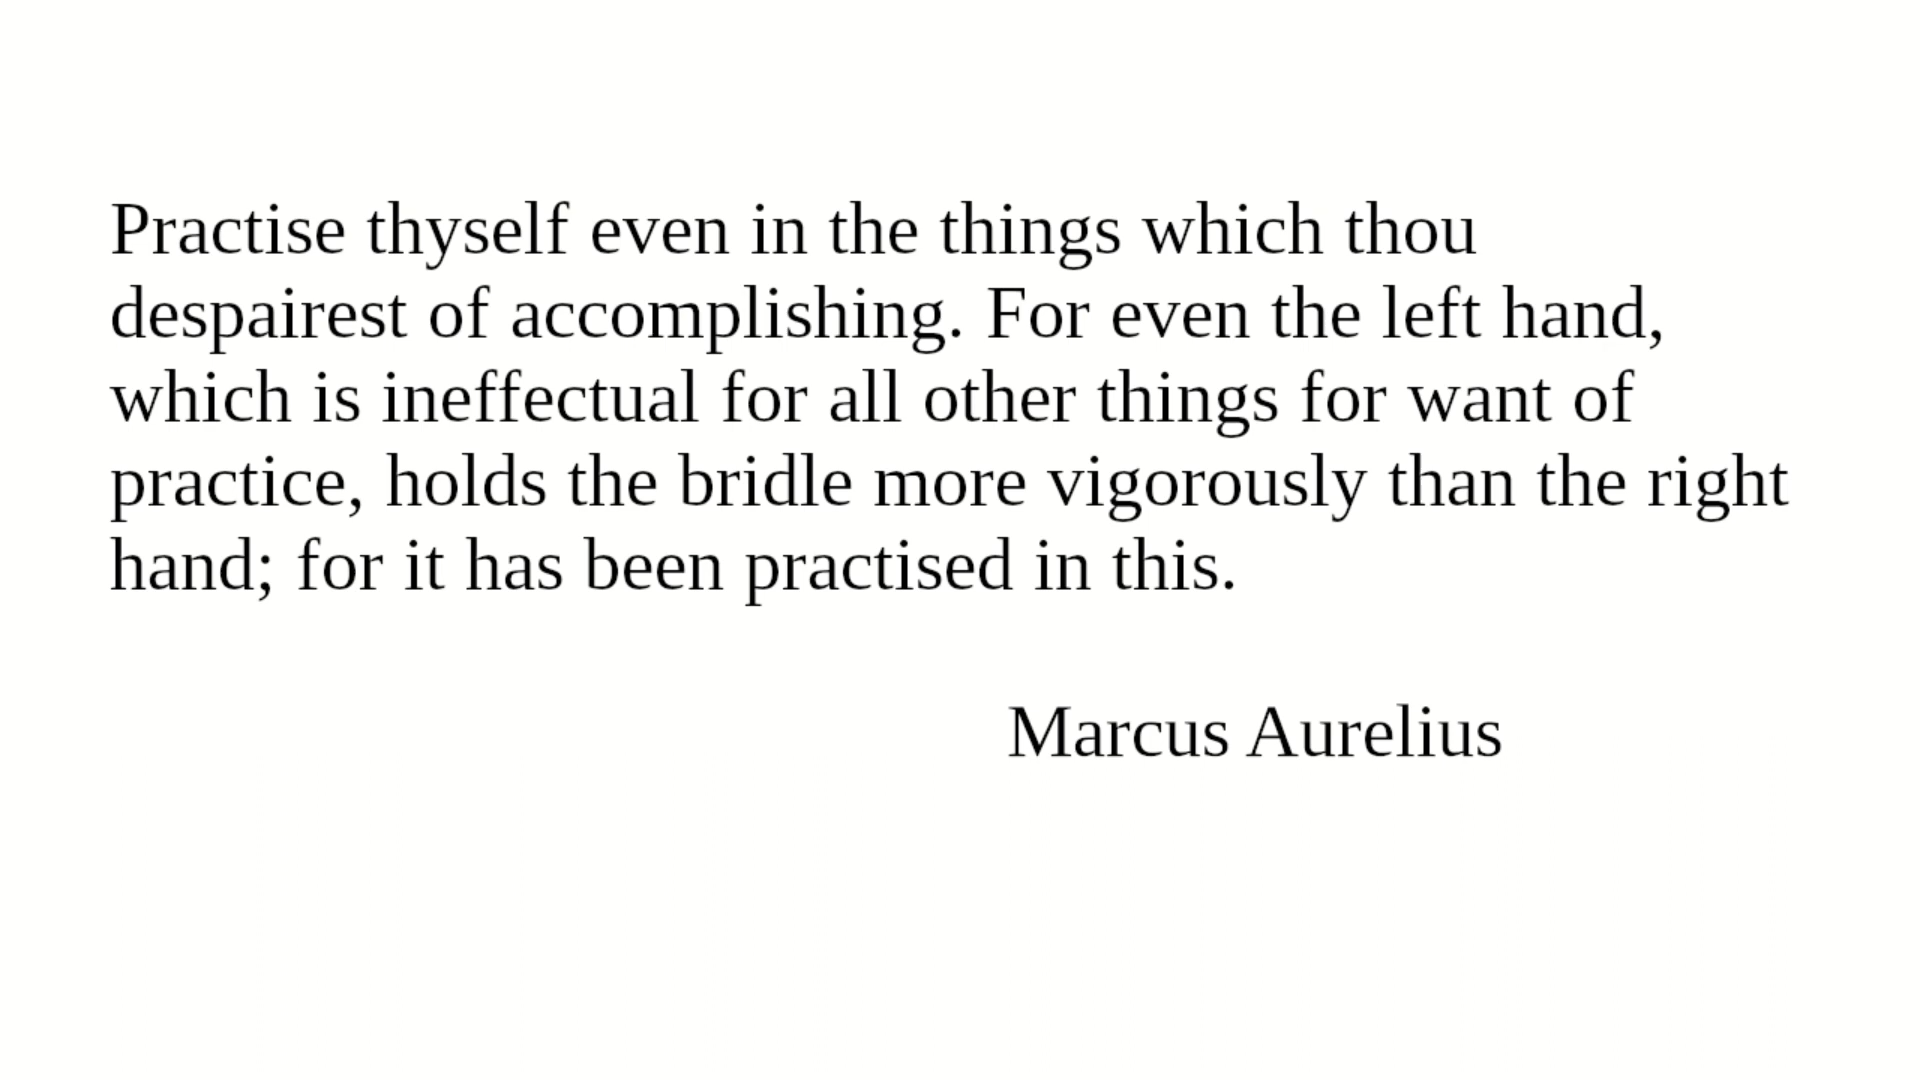 Practise thyself even in the things which thou
despairest of accomplishing. For even the left hand,
which is ineffectual for all other things for want of
practice, holds the bridle more vigorously than the right
hand; for it has been practised in this.
Marcus Aurelius